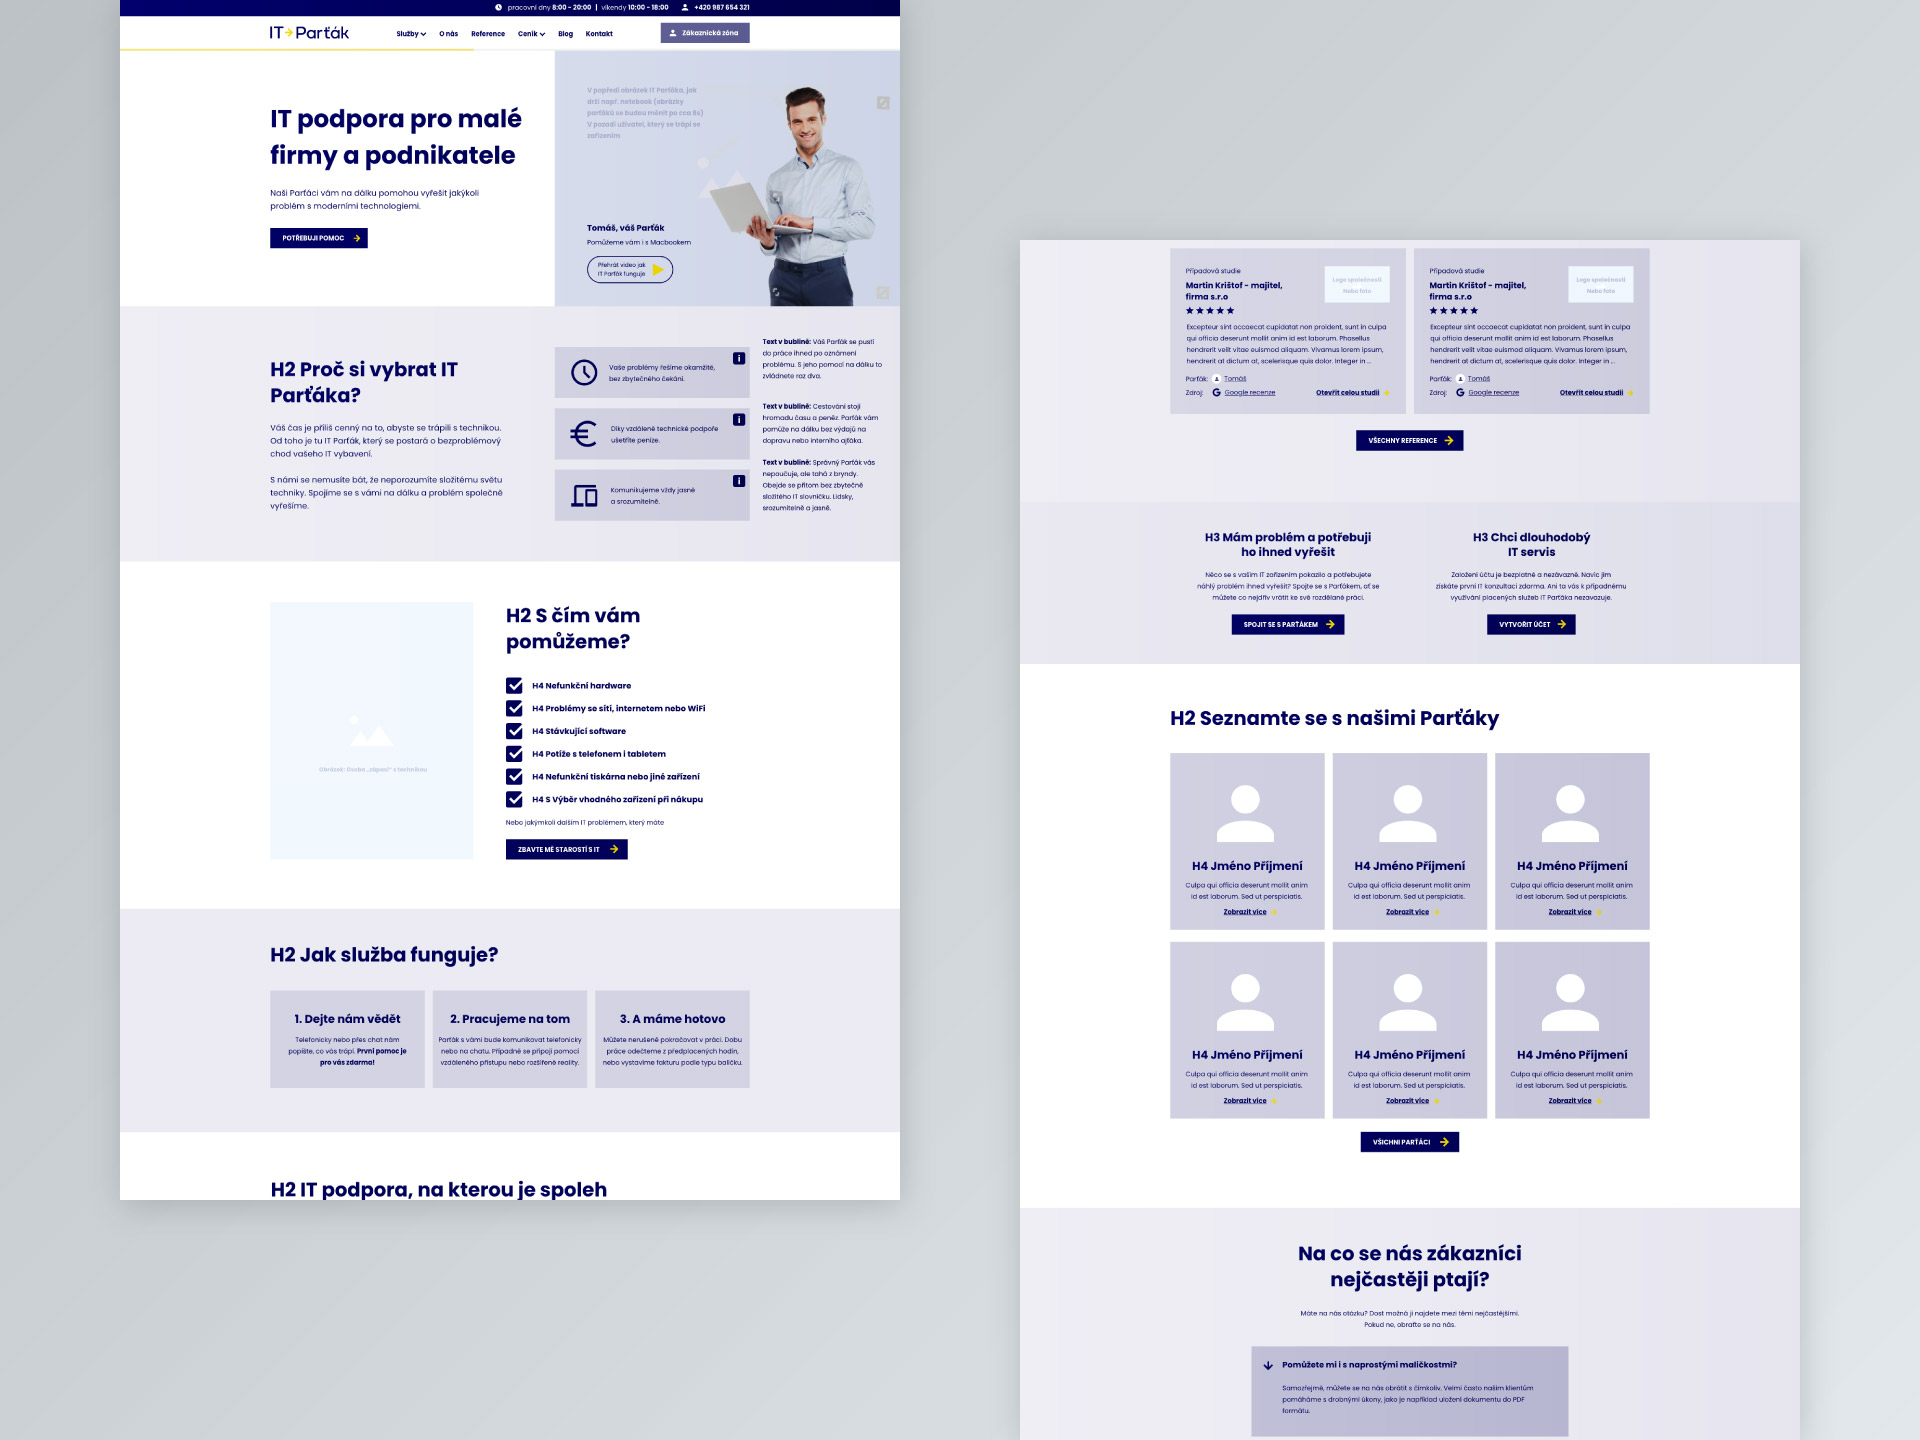 pracovní dny 8:00 - 20:00 | víkendy 10:00 - 18:00
+420 987 654 321
IT Parťák
Služby
O nás
Reference
Ceník
Blog
Kontakt
Zákaznická zóna
IT podpora pro malé
firmy a podnikatele
Naši Parťáci vám na dálku pomohou vyřešit jakýkoli
problém s moderními technologiemi.
POTŘEBUJI POMOC
V popředí obrázek IT Parťáka, jak
drží např. notebook (obrázky
parťáků se budou měnit po cca 8s)
V pozadí uživatel, který se trápí se
zařízením
Tomáš, váš Parťák
Pomůžeme vám i s Macbookem
Přehrát video jak
IT Parťák funguje
H2 Proč si vybrat IT
Parťáka?
Váš čas je příliš cenný na to, abyste se trápili s technikou.
Od toho je tu IT Parťák, který se postará o bezproblémový
chod vašeho IT vybavení.
S námi se nemusíte bát, že neporozumíte složitému světu
techniky. Spojíme se s vámi na dálku a problém společně
vyřešíme.
Vaše problémy řešíme okamžitě,
bez zbytečného čekání.
Díky vzdálené technické podpoře
ušetříte peníze.
Komunikujeme vždy jasně
a srozumitelně.
Text v bublině: Váš Parťák se pustí
do práce ihned po oznámení
problému. S jeho pomocí na dálku to
zvládnete raz dva.
Text v bublině: Cestování stojí
hromadu času a peněz. Parťák vám
pomůže na dálku bez výdajů na
dopravu nebo interního ajťáka.
Text v bublině: Správný Parťák vás
nepoučuje, ale tahá z bryndy.
Obejde se přitom bez zbytečně
složitého IT slovníčku. Lidsky,
srozumitelně a jasně.
Obrázek: Osoba „zápasí“ s technikou
H2 S čím vám
pomůžeme?
H4 Nefunkční hardware
H4 Problémy se sítí, internetem nebo WiFi
H4 Stávkující software
H4 Potíže s telefonem i tabletem
H4 Nefunkční tiskárna nebo jiné zařízení
H4 S Výběr vhodného zařízení při nákupu
Nebo jakýmkoli dalším IT problémem, který máte
ZBAVTE MĚ STAROSTÍ S IT
H2 Jak služba funguje?
1. Dejte nám vědět
Telefonicky nebo přes chat nám
popište, co vás trápí. První pomoc je
pro vás zdarma!
2. Pracujeme na tom
Parťák s vámi bude komunikovat telefonicky
nebo na chatu. Případně se připojí pomocí
vzdáleného přístupu nebo rozšířené reality.
3. A máme hotovo
Můžete nerušeně pokračovat v práci. Dobu
práce odečteme z předplacených hodin,
nebo vystavíme fakturu podle typu balíčku.
H2 IT podpora, na kterou je spoleh
Případová studie
Martin Krištof - majitel,
firma s.r.o
Logo společnosti
Nebo foto
Excepteur sint occaecat cupidatat non proident, sunt in culpa
qui officia deserunt mollit anim id est laborum. Phasellus
hendrerit velit vitae euismod aliquam. Vivamus lorem ipsum,
hendrerit at dictum at, scelerisque quis dolor. Integer in ...
Parťák: Tomáš
Zdroj: Google recenze
Otevřít celou studii
Případová studie
Martin Krištof - majitel,
firma s.r.o
Logo společnosti
Nebo foto
Excepteur sint occaecat cupidatat non proident, sunt in culpa
qui officia deserunt mollit anim id est laborum. Phasellus
hendrerit velit vitae euismod aliquam. Vivamus lorem ipsum,
hendrerit at dictum at, scelerisque quis dolor. Integer in ...
Parťák: Tomáš
Zdroj: Google recenze
Otevřít celou studii
VŠECHNY REFERENCE
H3 Mám problém a potřebuji
ho ihned vyřešit
Něco se s vaším IT zařízením pokazilo a potřebujete
náhlý problém ihned vyřešit? Spojte se s Parťákem, ať se
můžete co nejdřív vrátit ke své rozdělané práci.
SPOJIT SE S PARŤÁKEM
H3 Chci dlouhodobý
IT servis
Založení účtu je bezplatné a nezávazné. Navíc jím
získáte první IT konzultaci zdarma. Ani ta vás k případnému
využívání placených služeb IT Parťáka nezavazuje.
VYTVOŘIT ÚČET
H2 Seznamte se s našimi Parťáky
H4 Jméno Příjmení
Culpa qui officia deserunt mollit anim
id est laborum. Sed ut perspiciatis.
Zobrazit více
H4 Jméno Příjmení
Culpa qui officia deserunt mollit anim
id est laborum. Sed ut perspiciatis.
Zobrazit více
H4 Jméno Příjmení
Culpa qui officia deserunt mollit anim
id est laborum. Sed ut perspiciatis.
Zobrazit více
H4 Jméno Příjmení
Culpa qui officia deserunt mollit anim
id est laborum. Sed ut perspiciatis.
Zobrazit více
H4 Jméno Příjmení
Culpa qui officia deserunt mollit anim
id est laborum. Sed ut perspiciatis.
Zobrazit více
H4 Jméno Příjmení
Culpa qui officia deserunt mollit anim
id est laborum. Sed ut perspiciatis.
Zobrazit více
VŠICHNI PARŤÁCI
Na co se nás zákazníci
nejčastěji ptají?
Máte na nás otázku? Dost možná ji najdete mezi těmi nejčastějšími.
Pokud ne, obraťte se na nás.
Pomůžete mi i s naprostými maličkostmi?
Samozřejmě, můžete se na nás obrátit s čímkoliv. Velmi často našim klientům
pomáháme s drobnými úkony, jako je například uložení dokumentu do PDF
formátu.